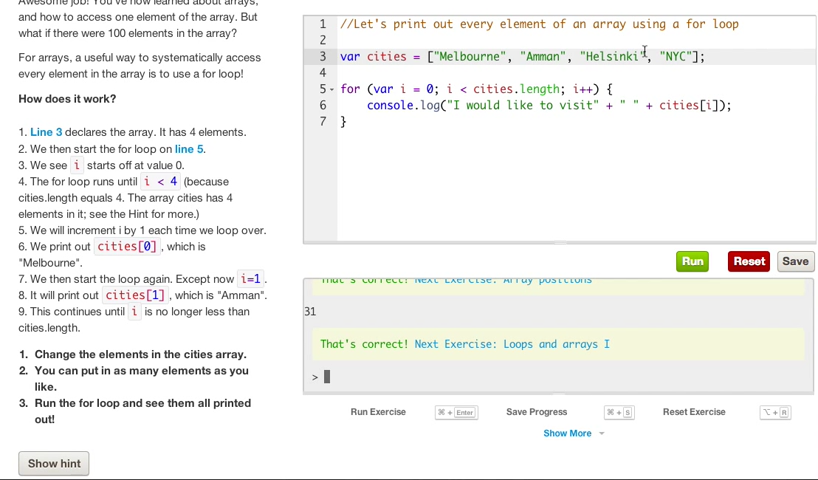 Awesome job! You've now learned about arrays,
and how to access one element of the array. But
what if there were 100 elements in the array?
For arrays, a useful way to systematically access
every element in the array is to use a for loop!
How does it work?
1. Line 3 declares the array. It has 4 elements.
2. We then start the for loop on line 5.
3. We see i starts off at value 0.
4. The for loop runs until i < 4 (because
cities.length equals 4. The array cities has 4
elements in it; see the Hint for more.)
5. We will increment i by 1 each time we loop over.
6. We print out cities[0], which is
"Melbourne".
7. We then start the loop again. Except now i=1.
8. It will print out cities[1], which is "Amman".
9. This continues until i is no longer less than
cities.length.
1. Change the elements in the cities array.
2. You can put in as many elements as you
like.
3. Run the for loop and see them all printed
out!
Show hint
1 //Let's print out every element of an array using a for loop
2
3 var cities = ["Melbourne", "Amman", "Helsinki", "NYC"];
4
5 for (var i = 0; i < cities.length; i++) {
6 console.log("I would like to visit" + " " + cities[i]);
7 }
Run Reset Save
That's correct! Next Exercise: Array positions
31
That's correct! Next Exercise: Loops and arrays I
>
Run Exercise ⌘ + Enter Save Progress ⌘ + S Reset Exercise ⌥ + R
Show More